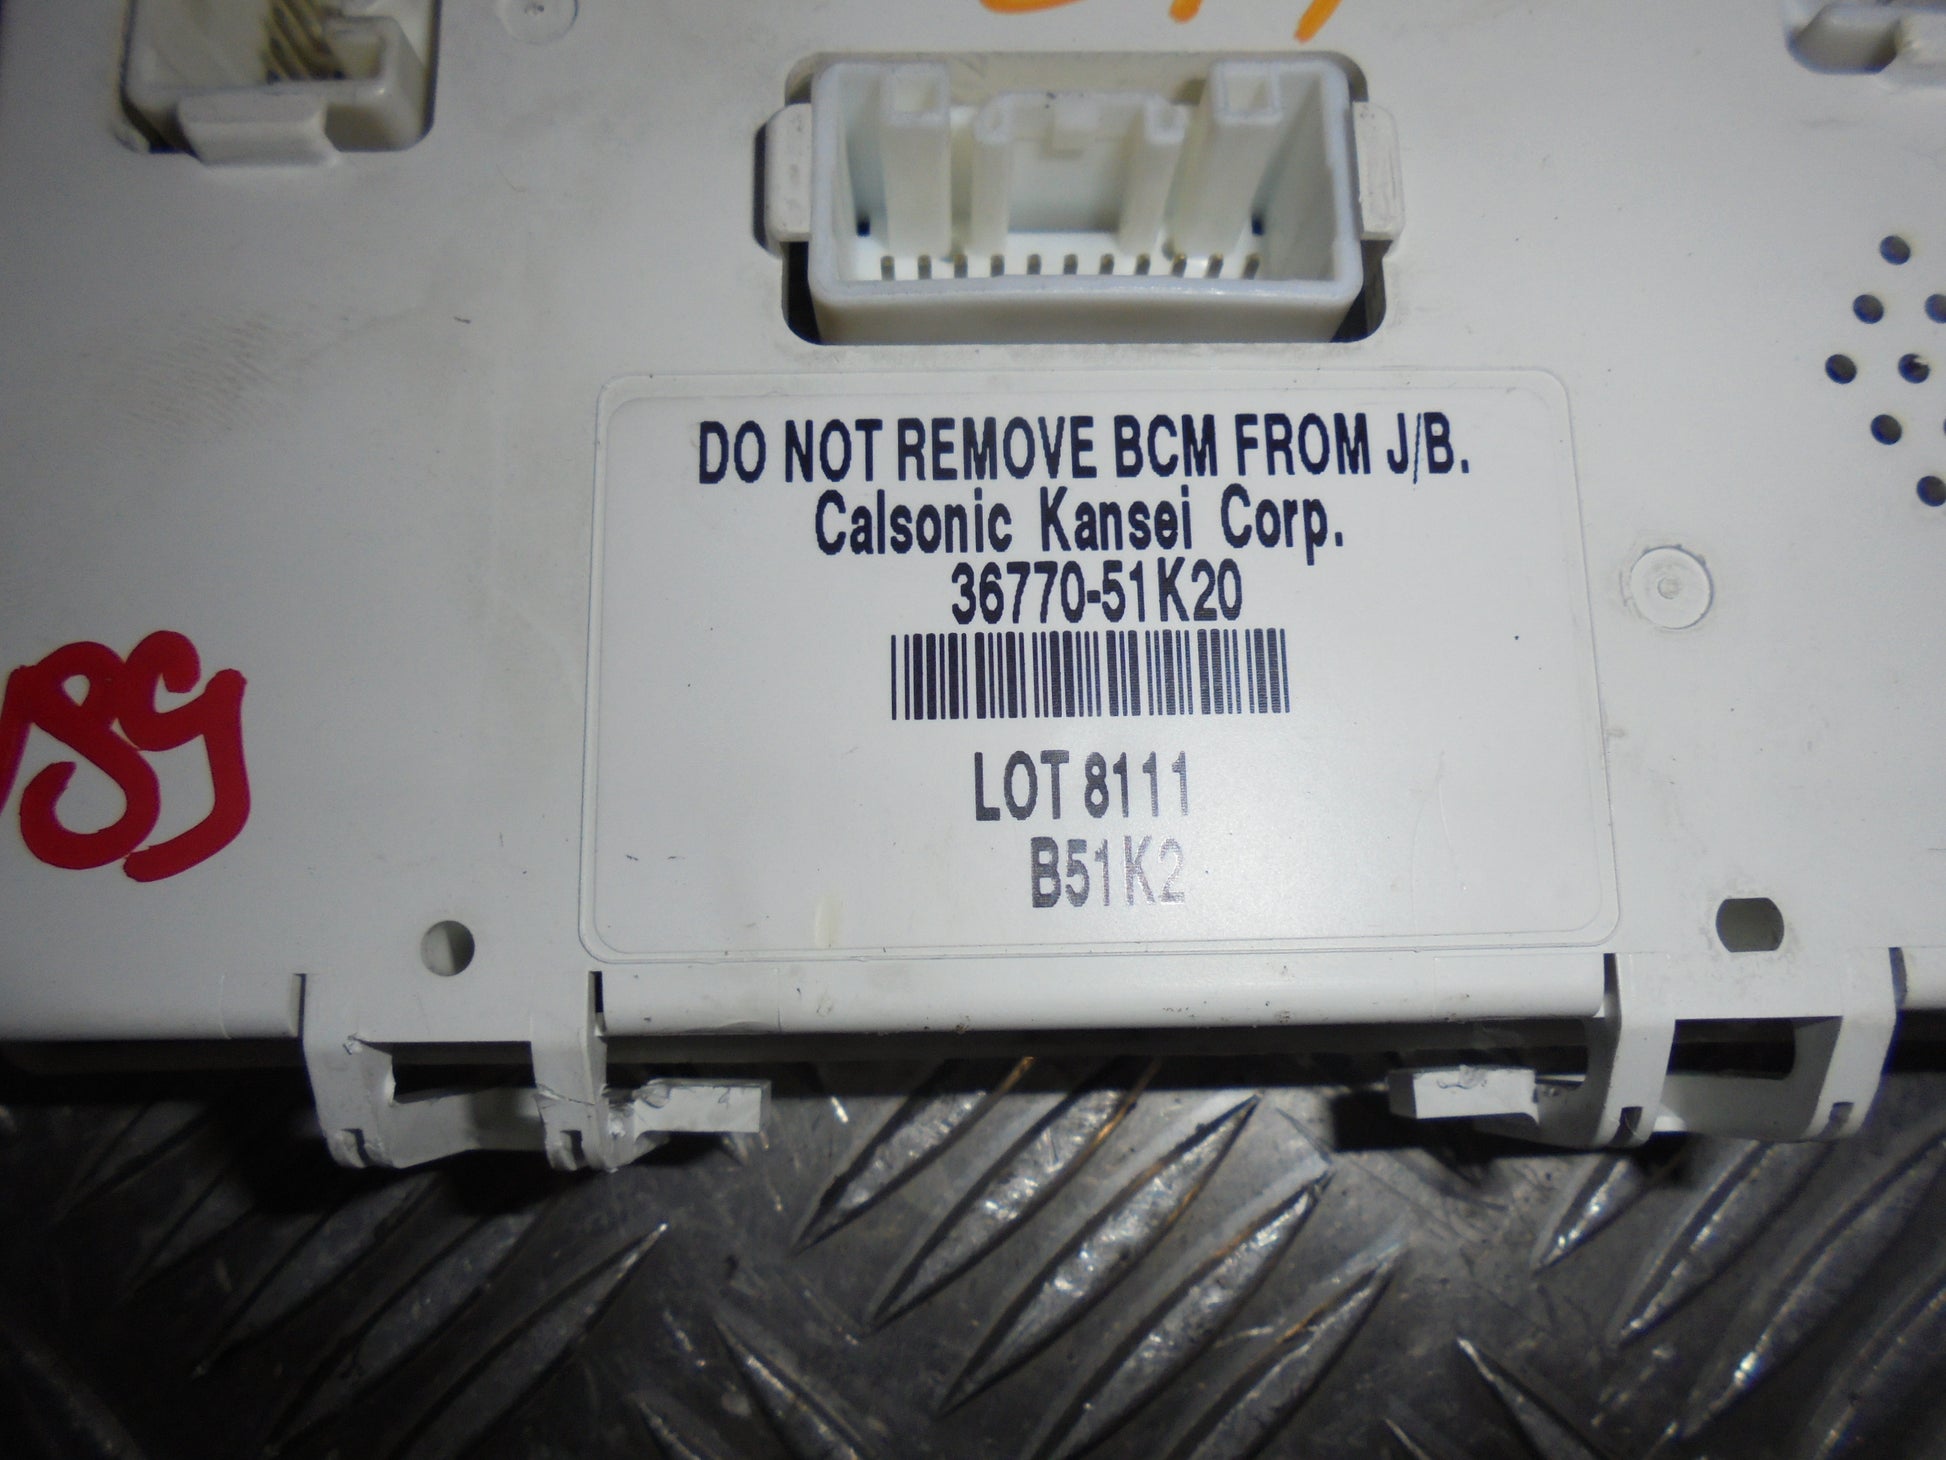 DO NOT REMOVE BCM FROM J/B.
Calsonic Kansei Corp.
36770-51K20
LOT 8111
B51K2